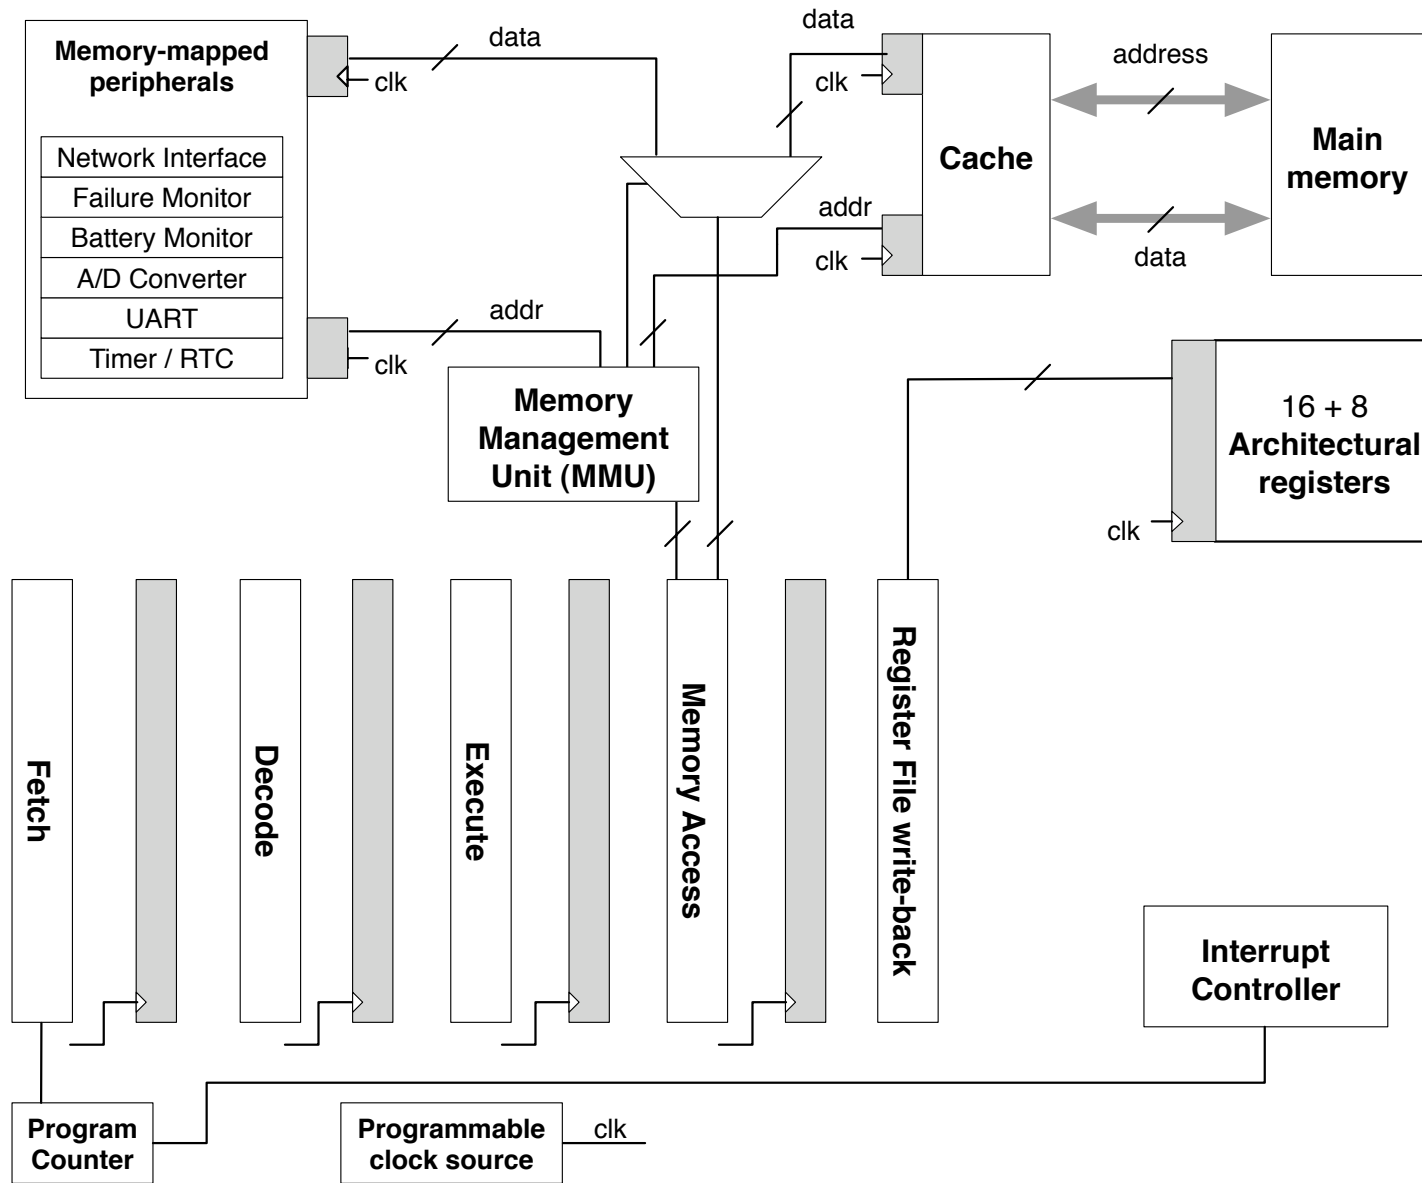 Memory-mapped
peripherals
Network Interface
Failure Monitor
Battery Monitor
A/D Converter
UART
Timer / RTC
data
clk
addr
clk
data
clk
addr
clk
Cache
address
data
Main
memory
Memory
Management
Unit (MMU)
16 + 8
Architectural
registers
clk
Fetch
Decode
Execute
Memory Access
Register File write-back
Interrupt
Controller
Program
Counter
Programmable
clock source
clk